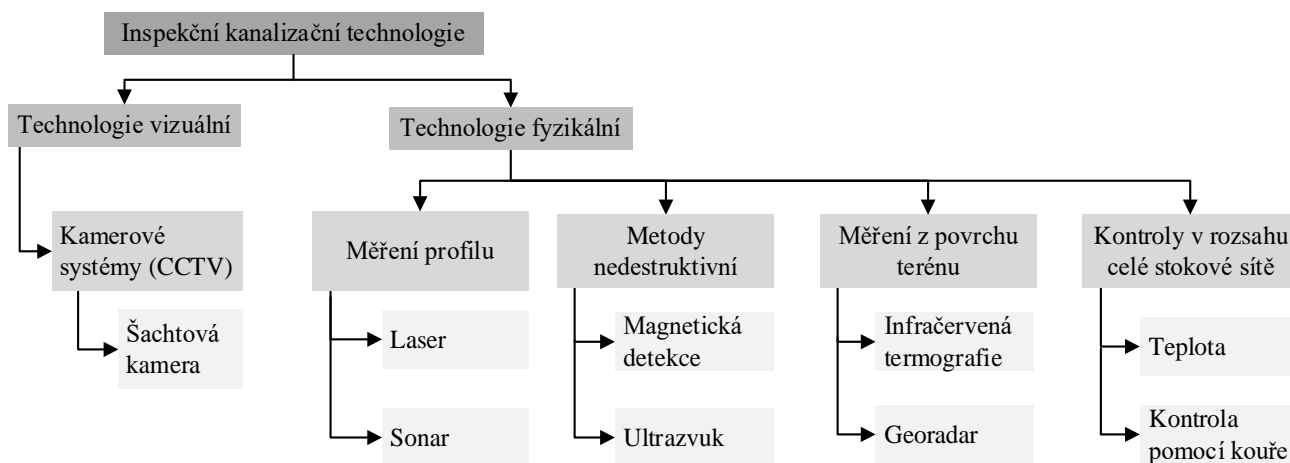 Inspekční kanalizační technologie
Technologie vizuální
Technologie fyzikální
Kamerové
systémy (CCTV)
Šachtová
kamera
Měření profilu
Laser
Sonar
Metody
nedestruktivní
Magnetická
detekce
Ultrazvuk
Měření z povrchu
terénu
Infračervená
termografie
Georadar
Kontroly v rozsahu
celé stokové sítě
Teplota
Kontrola
pomocí kouře